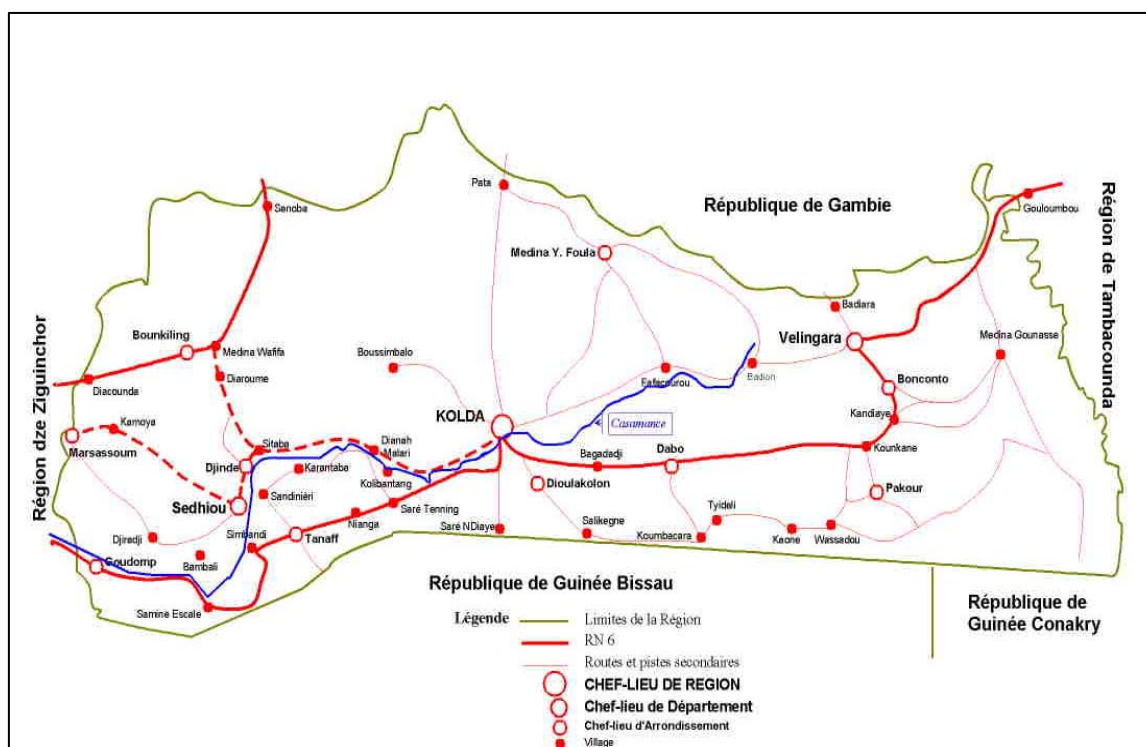 Pata
République de Gambie
Gouloumbou
Région de Tambacounda
Senoba
Medina Y. Foula
Badiara
Bounkiling
Medina Wafifa
Velingara
Medina Gounasse
Boussimbalo
Diaroume
Fafacourou
Badion
Diacounda
Bonconto
Région dze Ziguinchor
KOLDA
Casamance
Kandiaye
Kamoya
Marsassoum
Sitaba
Dianah
Malari
Djinde
Karantaba
Kolibantang
Bagadadji
Dabo
Kounkane
Sedhiou
Sandiniéri
Dioulakolon
Pakour
Saré Tenning
Nianga
Djiredji
Simbandi
Tanaff
Saré NDiaye
Salikegne
Tyideli
Koumbacara
Kaone
Wassadou
Bambali
Goudomp
Samine Escale
République de Guinée Bissau
République de
Guinée Conakry
Légende
Limites de la Région
RN 6
Routes et pistes secondaires
CHEF-LIEU DE REGION
Chef-lieu de Département
Chef-lieu d'Arrondissement
Village